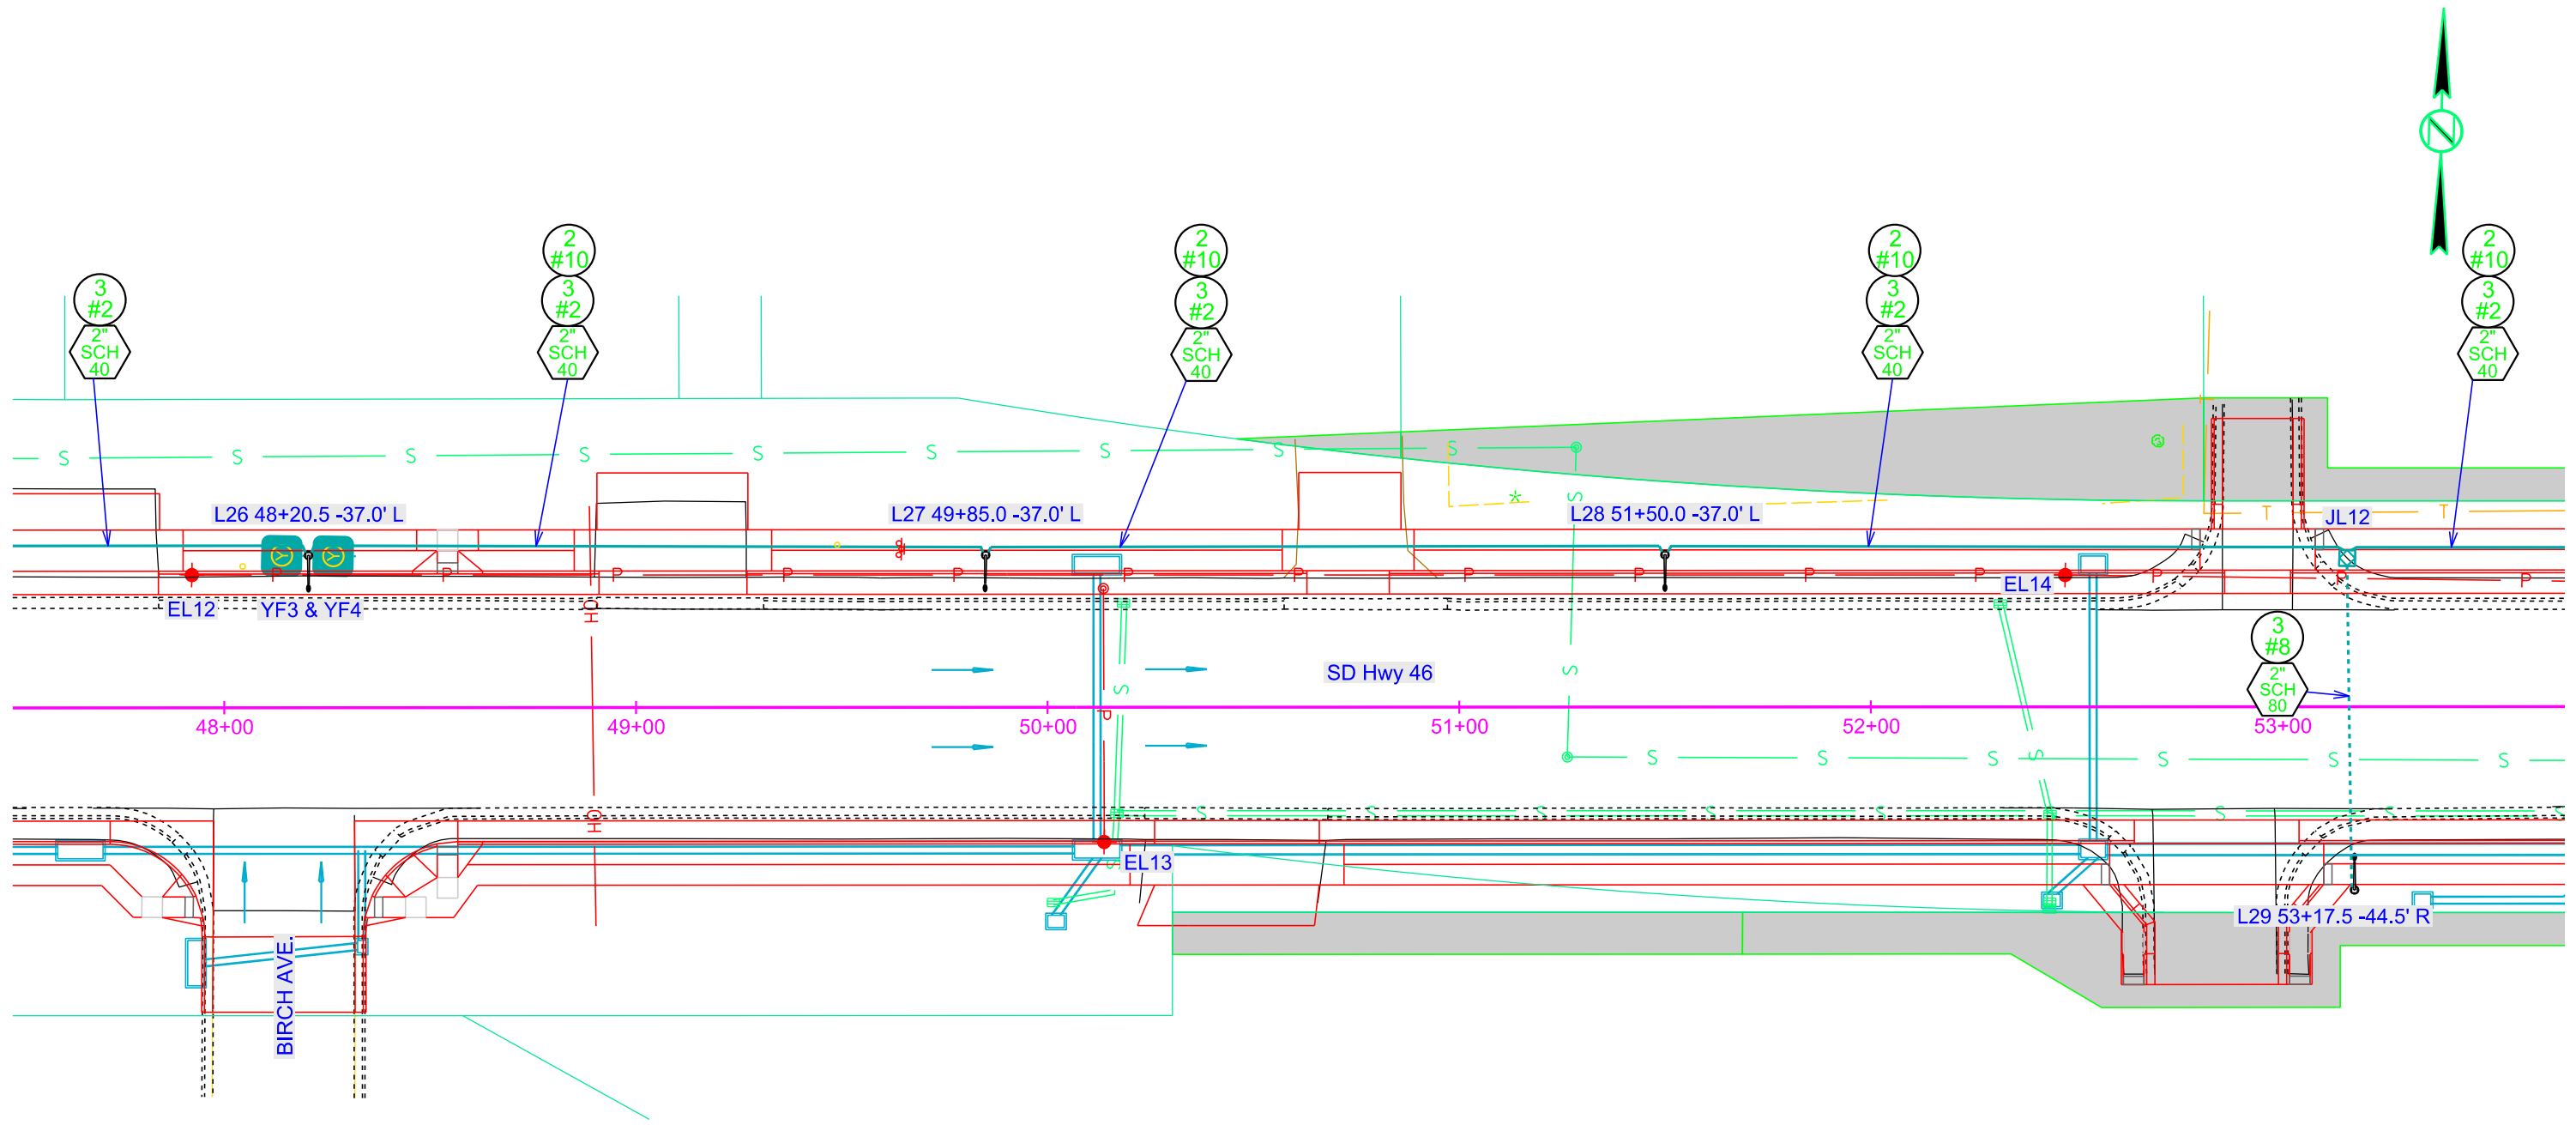 N
2
#10
2
#10
2
#10
2
#10
3
#2
3
#2
3
#2
3
#2
3
#2
2"
SCH
40
2"
SCH
40
2"
SCH
40
2"
SCH
40
2"
SCH
40
S S S S S S S S S
L26 48+20.5 -37.0' L
L27 49+85.0 -37.0' L
L28 51+50.0 -37.0' L
T
T T
JL12
S
Y Y
P P P P P P P P P P P P P
EL12
YF3 & YF4
EL14
OH
3
#8
2"
SCH
80
SD Hwy 46
S
S
P
48+00
49+00
50+00
51+00
52+00
53+00
S S S S S S
S
OH
S S S S S S S S
EL13
S
L29 53+17.5 -44.5' R
BIRCH AVE.